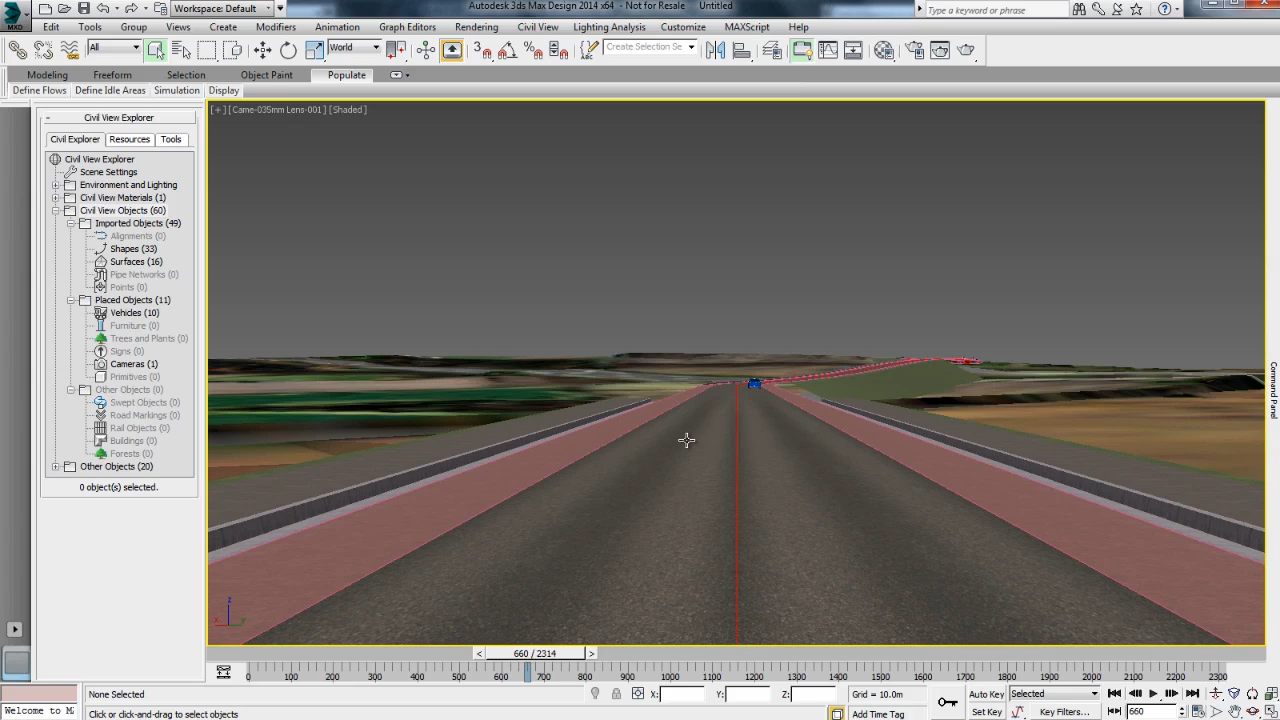 Workspace: Default
Autodesk 3ds Max Design 2014 x64 - Not for Resale Untitled
Type a keyword or phrase
MXD
Edit Tools Group Views Create Modifiers Animation Graph Editors Rendering Civil View Lighting Analysis Customize MAXScript Help
All World 3 Create Selection Se
Modeling Freeform Selection Object Paint Populate
Define Flows Define Idle Areas Simulation Display
[+] [Came-035mm Lens-001] [Shaded]
- Civil View Explorer
Civil Explorer Resources Tools
Civil View Explorer
Scene Settings
Environment and Lighting
Civil View Materials (1)
Civil View Objects (60)
Imported Objects (49)
Alignments (0)
Shapes (33)
Surfaces (16)
Pipe Networks (0)
Points (0)
Placed Objects (11)
Vehicles (10)
Furniture (0)
Trees and Plants (0)
Signs (0)
Cameras (1)
Primitives (0)
Other Objects (0)
Swept Objects (0)
Road Markings (0)
Rail Objects (0)
Buildings (0)
Forests (0)
Other Objects (20)
0 object(s) selected.
Command Panel
z
x y
< 660 / 2314 >
0 100 200 300 400 500 600 700 800 900 1000 1100 1200 1300 1400 1500 1600 1700 1800 1900 2000 2100 2200 2300
None Selected X: Y: Z: Grid = 10.0m Auto Key Selected
Welcome to M Click or click-and-drag to select objects Add Time Tag Set Key Key Filters... 660